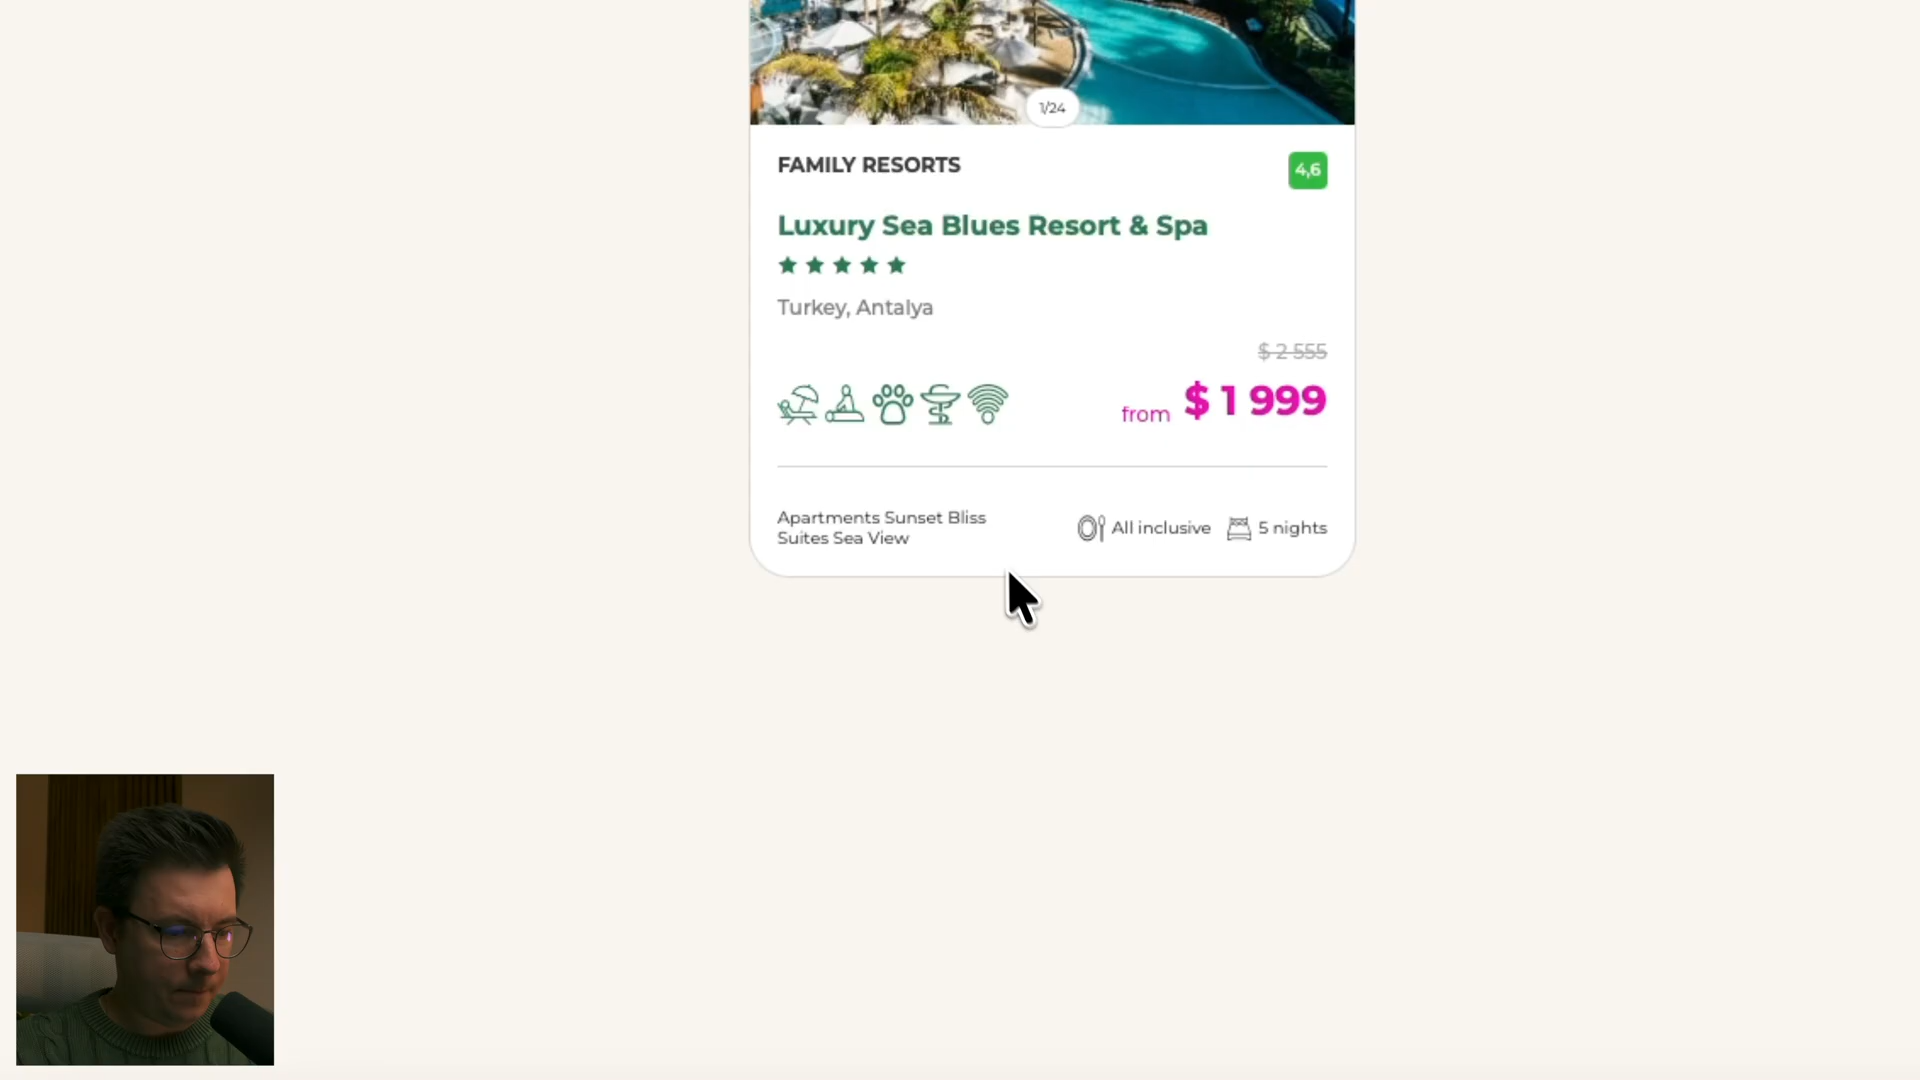 1/24
FAMILY RESORTS
4,6
Luxury Sea Blues Resort & Spa
Turkey, Antalya
$ 2 555
from $ 1 999
Apartments Sunset Bliss
Suites Sea View
All inclusive
5 nights